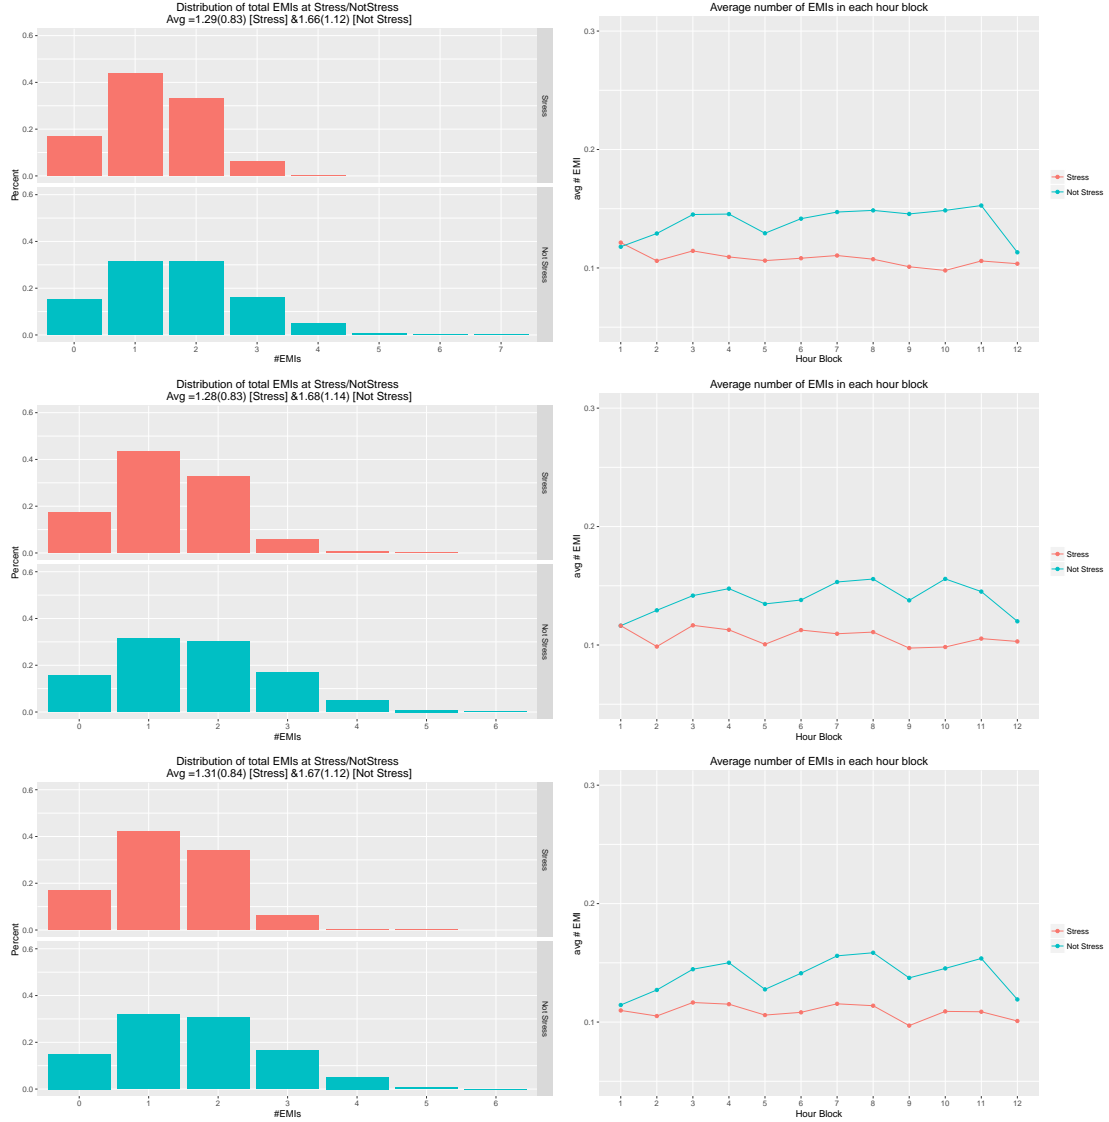 Distribution of total EMIs at Stress/NotStress
Avg =1.29(0.83) [Stress] &1.66(1.12) [Not Stress]
Percent
0.6
0.4
0.2
0.0
Stress
0.6
0.4
0.2
0.0
Not Stress
0 1 2 3 4 5 6 7
#EMIs
Average number of EMIs in each hour block
avg # EMI
0.3
0.2
0.1
1 2 3 4 5 6 7 8 9 10 11 12
Hour Block
Stress
Not Stress
Distribution of total EMIs at Stress/NotStress
Avg =1.28(0.83) [Stress] &1.68(1.14) [Not Stress]
Percent
0.6
0.4
0.2
0.0
Stress
0.6
0.4
0.2
0.0
Not Stress
0 1 2 3 4 5 6
#EMIs
Average number of EMIs in each hour block
avg # EMI
0.3
0.2
0.1
1 2 3 4 5 6 7 8 9 10 11 12
Hour Block
Stress
Not Stress
Distribution of total EMIs at Stress/NotStress
Avg =1.31(0.84) [Stress] &1.67(1.12) [Not Stress]
Percent
0.6
0.4
0.2
0.0
Stress
0.6
0.4
0.2
0.0
Not Stress
0 1 2 3 4 5 6
#EMIs
Average number of EMIs in each hour block
avg # EMI
0.3
0.2
0.1
1 2 3 4 5 6 7 8 9 10 11 12
Hour Block
Stress
Not Stress